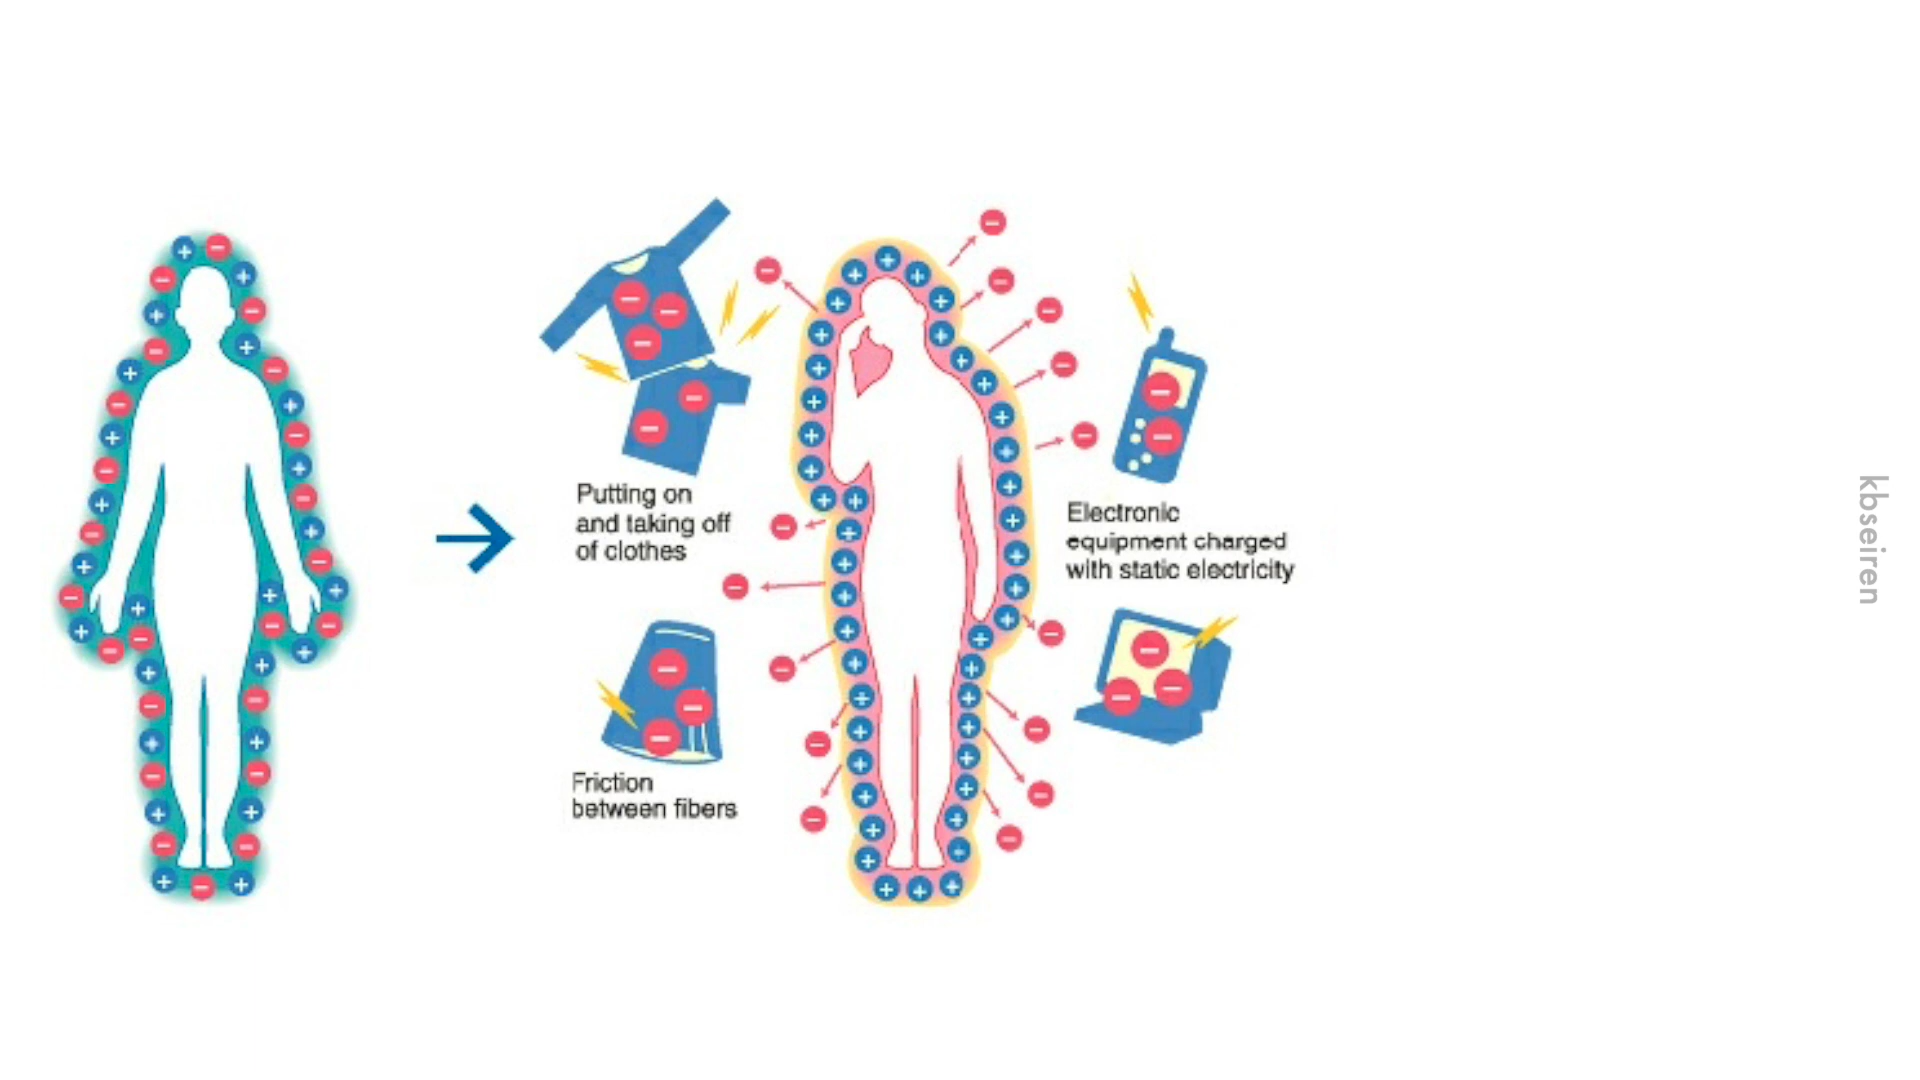 Putting on
and taking off
of clothes
Electronic
equipment charged
with static electricity
Friction
between fibers
kbseiren